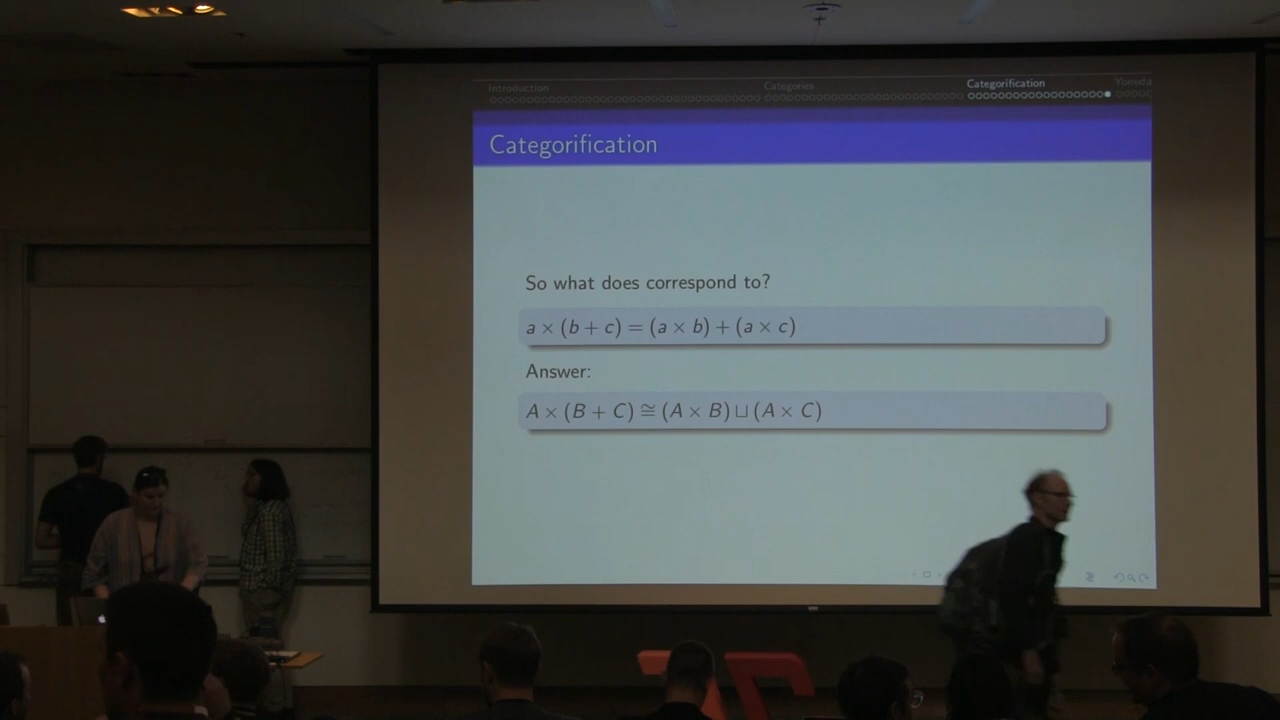 Introduction Categories Categorification Yoneda
Categorification
So what does correspond to?
a × (b + c) = (a × b) + (a × c)
Answer:
A × (B + C) ≅ (A × B) ⊔ (A × C)